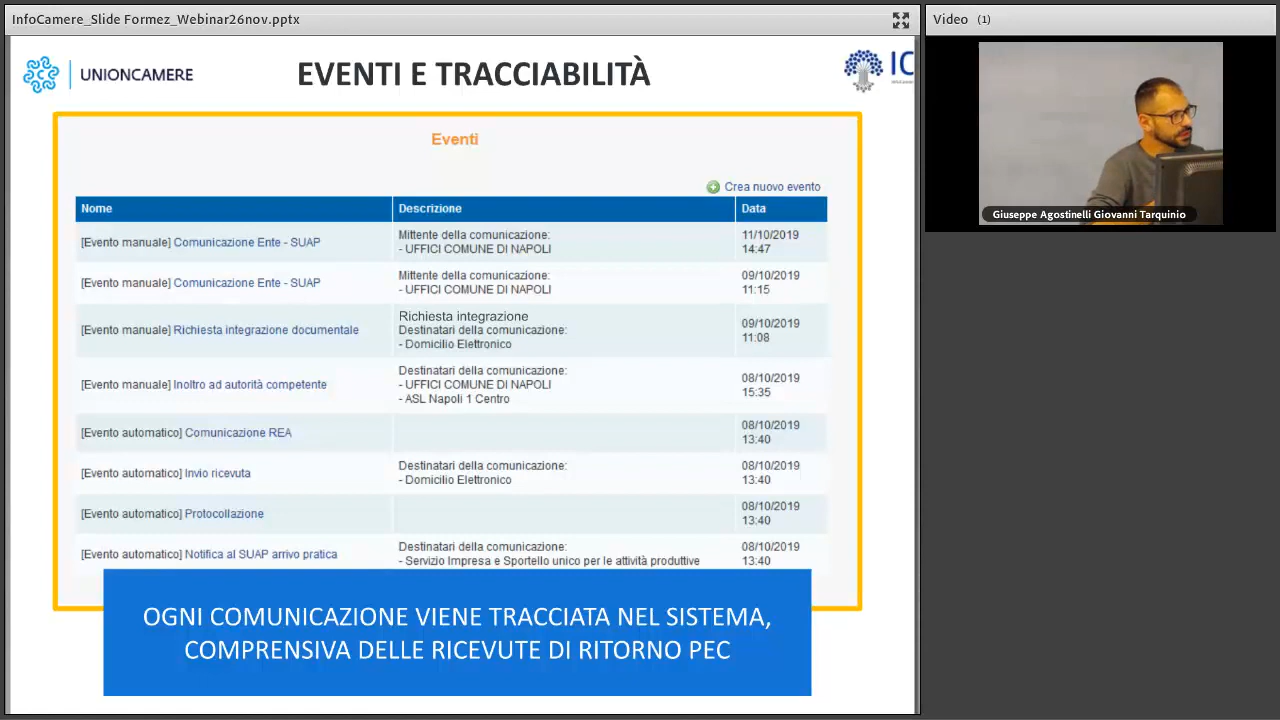 InfoCamere_Slide Formez_Webinar26nov.pptx
Video (1)
UNIONCAMERE
EVENTI E TRACCIABILITÀ
IC
Eventi
Crea nuovo evento
Nome Descrizione Data
[Evento manuale] Comunicazione Ente - SUAP
Mittente della comunicazione:
- UFFICI COMUNE DI NAPOLI
11/10/2019
14:47
[Evento manuale] Comunicazione Ente - SUAP
Mittente della comunicazione:
- UFFICI COMUNE DI NAPOLI
09/10/2019
11:15
[Evento manuale] Richiesta integrazione documentale
Richiesta integrazione
Destinatari della comunicazione:
- Domicilio Elettronico
09/10/2019
11:08
[Evento manuale] Inoltro ad autorità competente
Destinatari della comunicazione:
- UFFICI COMUNE DI NAPOLI
- ASL Napoli 1 Centro
08/10/2019
15:35
[Evento automatico] Comunicazione REA
08/10/2019
13:40
[Evento automatico] Invio ricevuta
Destinatari della comunicazione:
- Domicilio Elettronico
08/10/2019
13:40
[Evento automatico] Protocollazione
08/10/2019
13:40
[Evento automatico] Notifica al SUAP arrivo pratica
Destinatari della comunicazione:
- Servizio Impresa e Sportello unico per le attività produttive
08/10/2019
13:40
OGNI COMUNICAZIONE VIENE TRACCIATA NEL SISTEMA,
COMPRENSIVA DELLE RICEVUTE DI RITORNO PEC
Giuseppe Agostinelli Giovanni Tarquinio